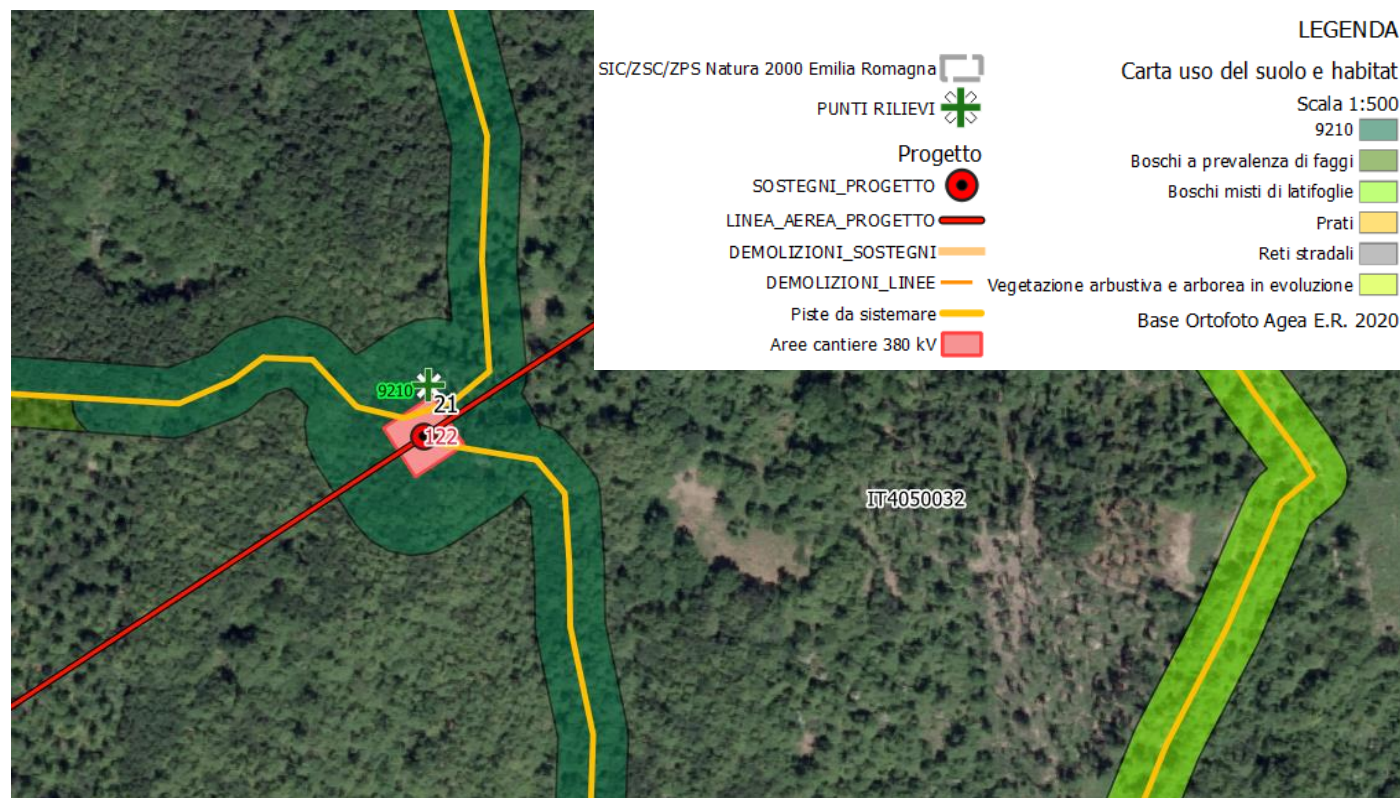 LEGENDA
SIC/ZSC/ZPS Natura 2000 Emilia Romagna
PUNTI RILIEVI
Progetto
SOSTEGNI_PROGETTO
LINEA_AEREA_PROGETTO
DEMOLIZIONI_SOSTEGNI
DEMOLIZIONI_LINEE
Piste da sistemare
Aree cantiere 380 kV
Carta uso del suolo e habitat
Scala 1:500
9210
Boschi a prevalenza di faggi
Boschi misti di latifoglie
Prati
Reti stradali
Vegetazione arbustiva e arborea in evoluzione
Base Ortofoto Agea E.R. 2020
9210
21
122
IT4050032